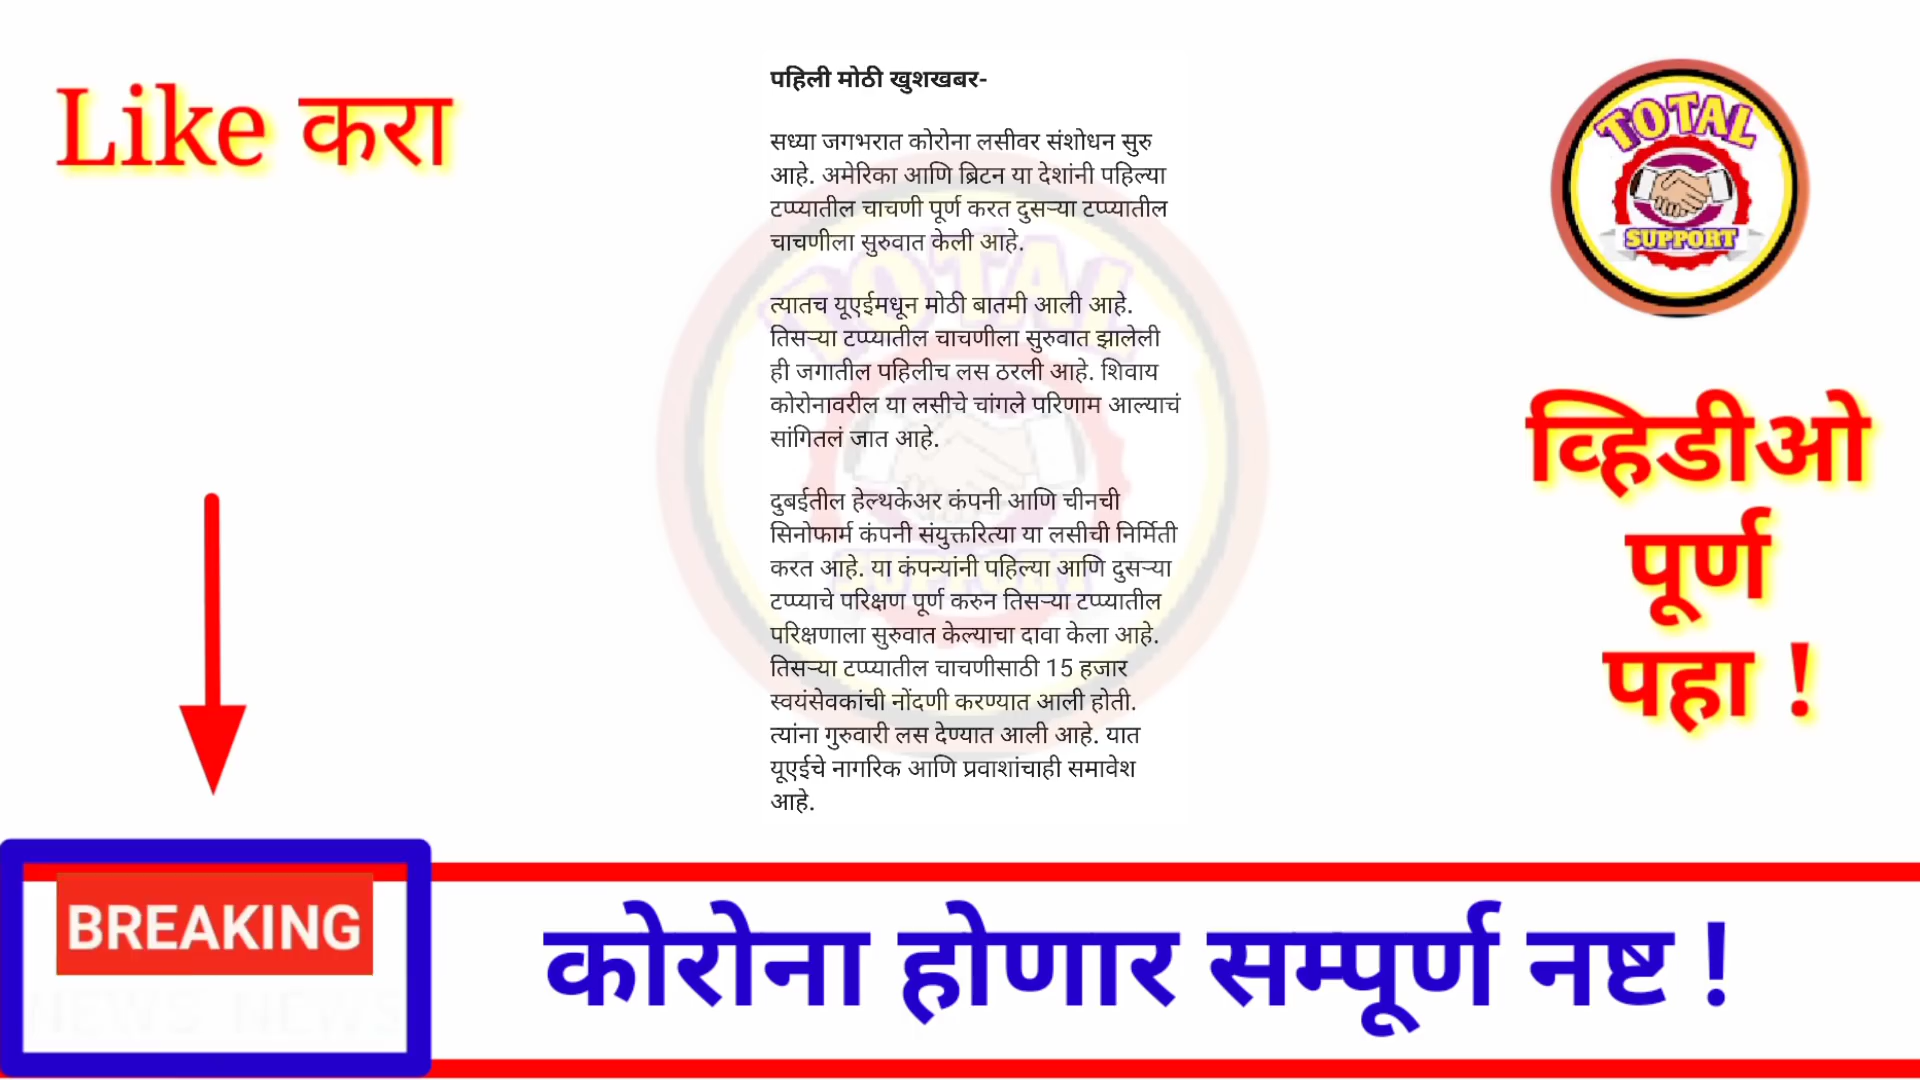 Like करा
पहिली मोठी खुशखबर-
सध्या जगभरात कोरोना लसीवर संशोधन सुरु
आहे. अमेरिका आणि ब्रिटन या देशांनी पहिल्या
टप्प्यातील चाचणी पूर्ण करत दुसऱ्या टप्प्यातील
चाचणीला सुरुवात केली आहे.
त्यातच यूएईमधून मोठी बातमी आली आहे.
तिसऱ्या टप्प्यातील चाचणीला सुरुवात झालेली
ही जगातील पहिलीच लस ठरली आहे. शिवाय
कोरोनावरील या लसीचे चांगले परिणाम आल्याचं
सांगितलं जात आहे.
दुबईतील हेल्थकेअर कंपनी आणि चीनची
सिनोफार्म कंपनी संयुक्तरित्या या लसीची निर्मिती
करत आहे. या कंपन्यांनी पहिल्या आणि दुसऱ्या
टप्प्याचे परिक्षण पूर्ण करुन तिसऱ्या टप्प्यातील
परिक्षणाला सुरुवात केल्याचा दावा केला आहे.
तिसऱ्या टप्प्यातील चाचणीसाठी 15 हजार
स्वयंसेवकांची नोंदणी करण्यात आली होती.
त्यांना गुरुवारी लस देण्यात आली आहे. यात
यूएईचे नागरिक आणि प्रवाशांचाही समावेश
आहे.
TOTAL
SUPPORT
TOTAL
SUPPORT
व्हिडीओ
पूर्ण
पहा !
BREAKING
NEWS NEWS
कोरोना होणार सम्पूर्ण नष्ट !